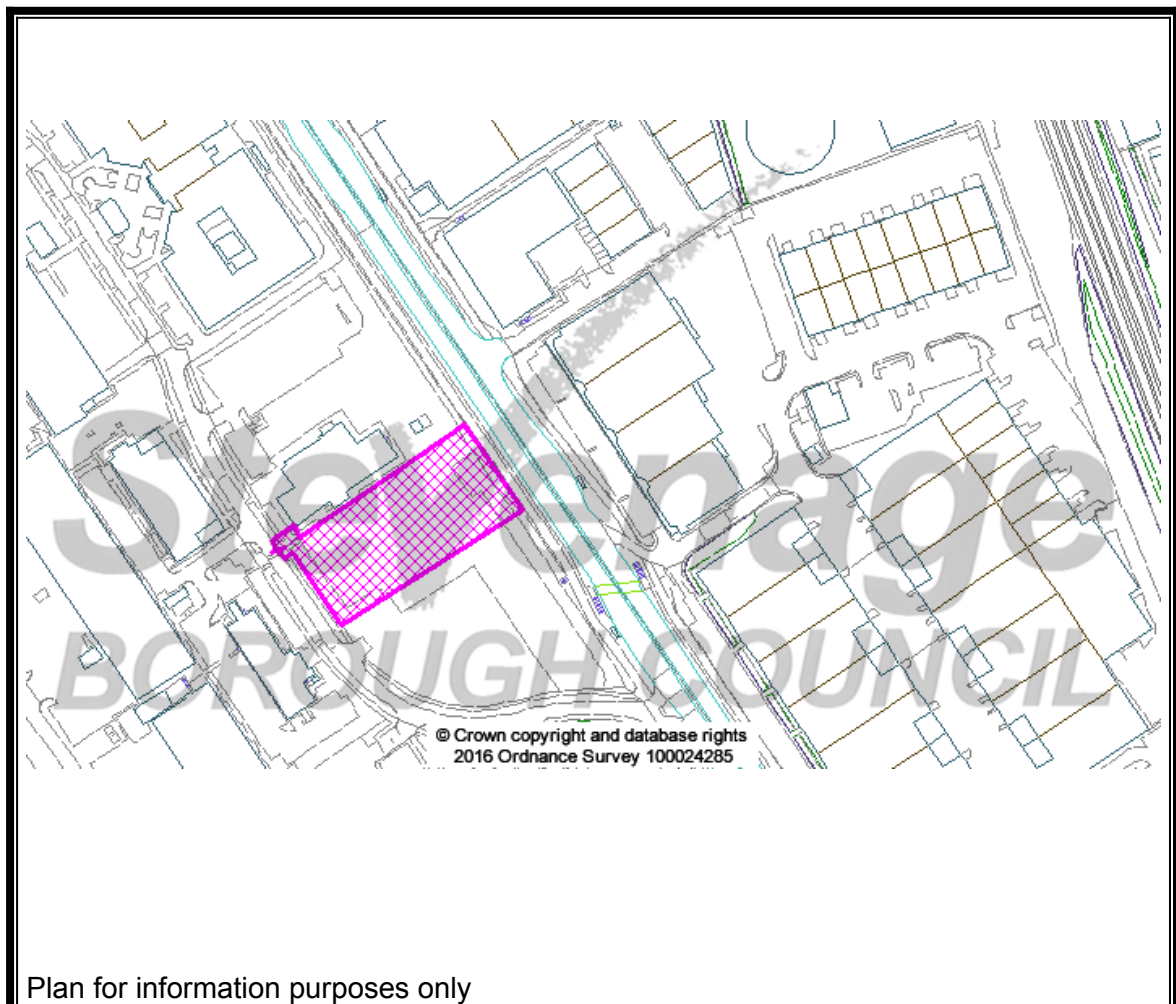 Stevenage
BOROUGH COUNCIL
© Crown copyright and database rights
2016 Ordnance Survey 100024285
Plan for information purposes only